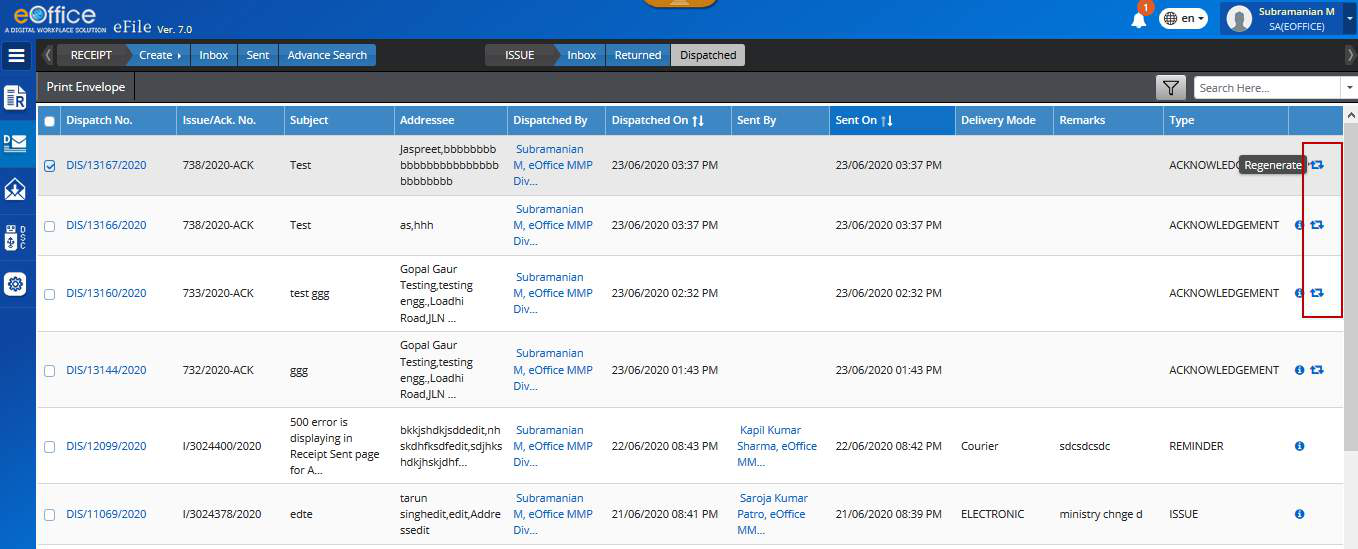 eOffice
A DIGITAL WORKPLACE SOLUTION
eFile Ver. 7.0
1
en
Subramanian M
SA(EOFFICE)
RECEIPT Create Inbox Sent Advance Search ISSUE Inbox Returned Dispatched
Print Envelope
Search Here...
R
D
DSC
Dispatch No. Issue/Ack. No. Subject Addressee Dispatched By Dispatched On Sent By Sent On Delivery Mode Remarks Type
DIS/13167/2020 738/2020-ACK Test
Jaspreet,bbbbbbbb
bbbbbbbbbbbbbbb
bbbbbbbbb
Subramanian
M, eOffice MMP
Div...
23/06/2020 03:37 PM 23/06/2020 03:37 PM ACKNOWLEDG
Regenerate
DIS/13166/2020 738/2020-ACK Test as,hhh
Subramanian
M, eOffice MMP
Div...
23/06/2020 03:37 PM 23/06/2020 03:37 PM ACKNOWLEDGEMENT
DIS/13160/2020 733/2020-ACK test ggg
Gopal Gaur
Testing,testing
engg.,Loadhi
Road,JLN ...
Subramanian
M, eOffice MMP
Div...
23/06/2020 02:32 PM 23/06/2020 02:32 PM ACKNOWLEDGEMENT
DIS/13144/2020 732/2020-ACK ggg
Gopal Gaur
Testing,testing
engg.,Loadhi
Road,JLN ...
Subramanian
M, eOffice MMP
Div...
23/06/2020 01:43 PM 23/06/2020 01:43 PM ACKNOWLEDGEMENT
DIS/12099/2020 I/3024400/2020
500 error is
displaying in
Receipt Sent page
for A...
bkkjshdkjsddedit,nh
skdhfksdfedit,sdjhks
hdkjhskjdhf...
Subramanian
M, eOffice MMP
Div...
22/06/2020 08:43 PM
Kapil Kumar
Sharma, eOffice
MM...
22/06/2020 08:42 PM Courier sdcsdcsdc REMINDER
DIS/11069/2020 I/3024378/2020 edte
tarun
singhedit,edit,Addre
ssedit
Subramanian
M, eOffice MMP
Div...
21/06/2020 08:41 PM
Saroja Kumar
Patro, eOffice
MM...
21/06/2020 08:39 PM ELECTRONIC ministry chnge d ISSUE